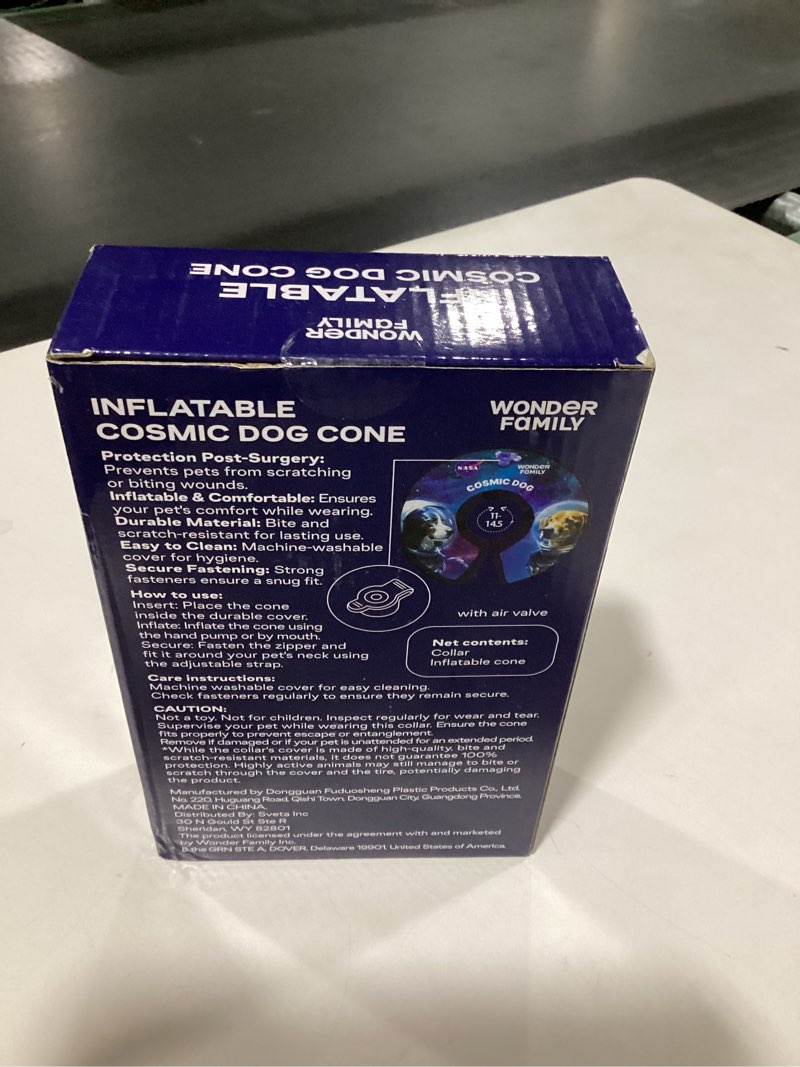 COSMIC DOG CONE
INFLATABLE
WONDER
FAMILY
INFLATABLE
COSMIC DOG CONE
WONDER
FAMILY
Protection Post-Surgery:
Prevents pets from scratching
or biting wounds.
Inflatable & Comfortable: Ensures
your pet's comfort while wearing.
Durable Material: Bite and
scratch-resistant for lasting use.
Easy to Clean: Machine-washable
cover for hygiene.
Secure Fastening: Strong
fasteners ensure a snug fit.
NASA
WONDER
FAMILY
COSMIC DOG
11-
14.5
with air valve
Net contents:
Collar
Inflatable cone
How to use:
Insert: Place the cone
inside the durable cover.
Inflate: Inflate the cone using
the hand pump or by mouth.
Secure: Fasten the zipper and
fit it around your pet's neck using
the adjustable strap.
Care instructions:
Machine washable cover for easy cleaning.
Check fasteners regularly to ensure they remain secure.
CAUTION:
Not a toy. Not for children. Inspect regularly for wear and tear.
Supervise your pet while wearing this collar. Ensure the cone
fits properly to prevent escape or entanglement.
Remove if damaged or if your pet is unattended for an extended period.
*While the collar's cover is made of high-quality, bite and
scratch-resistant materials, it does not guarantee 100%
protection. Highly active animals may still manage to bite or
scratch through the cover and the tire, potentially damaging
the product.
Manufactured by Dongguan Fuduosheng Plastic Products Co., Ltd.
No. 220, Huguang Road, Qishi Town, Dongguan City, Guangdong Province.
MADE IN CHINA.
Distributed By: Sveta Inc
30 N Gould St Ste R
Sheridan, WY 82801
The product licensed under the agreement with and marketed
by Wonder Family Inc.
8 the GRN STE A, DOVER, Delaware 19901, United States of America.